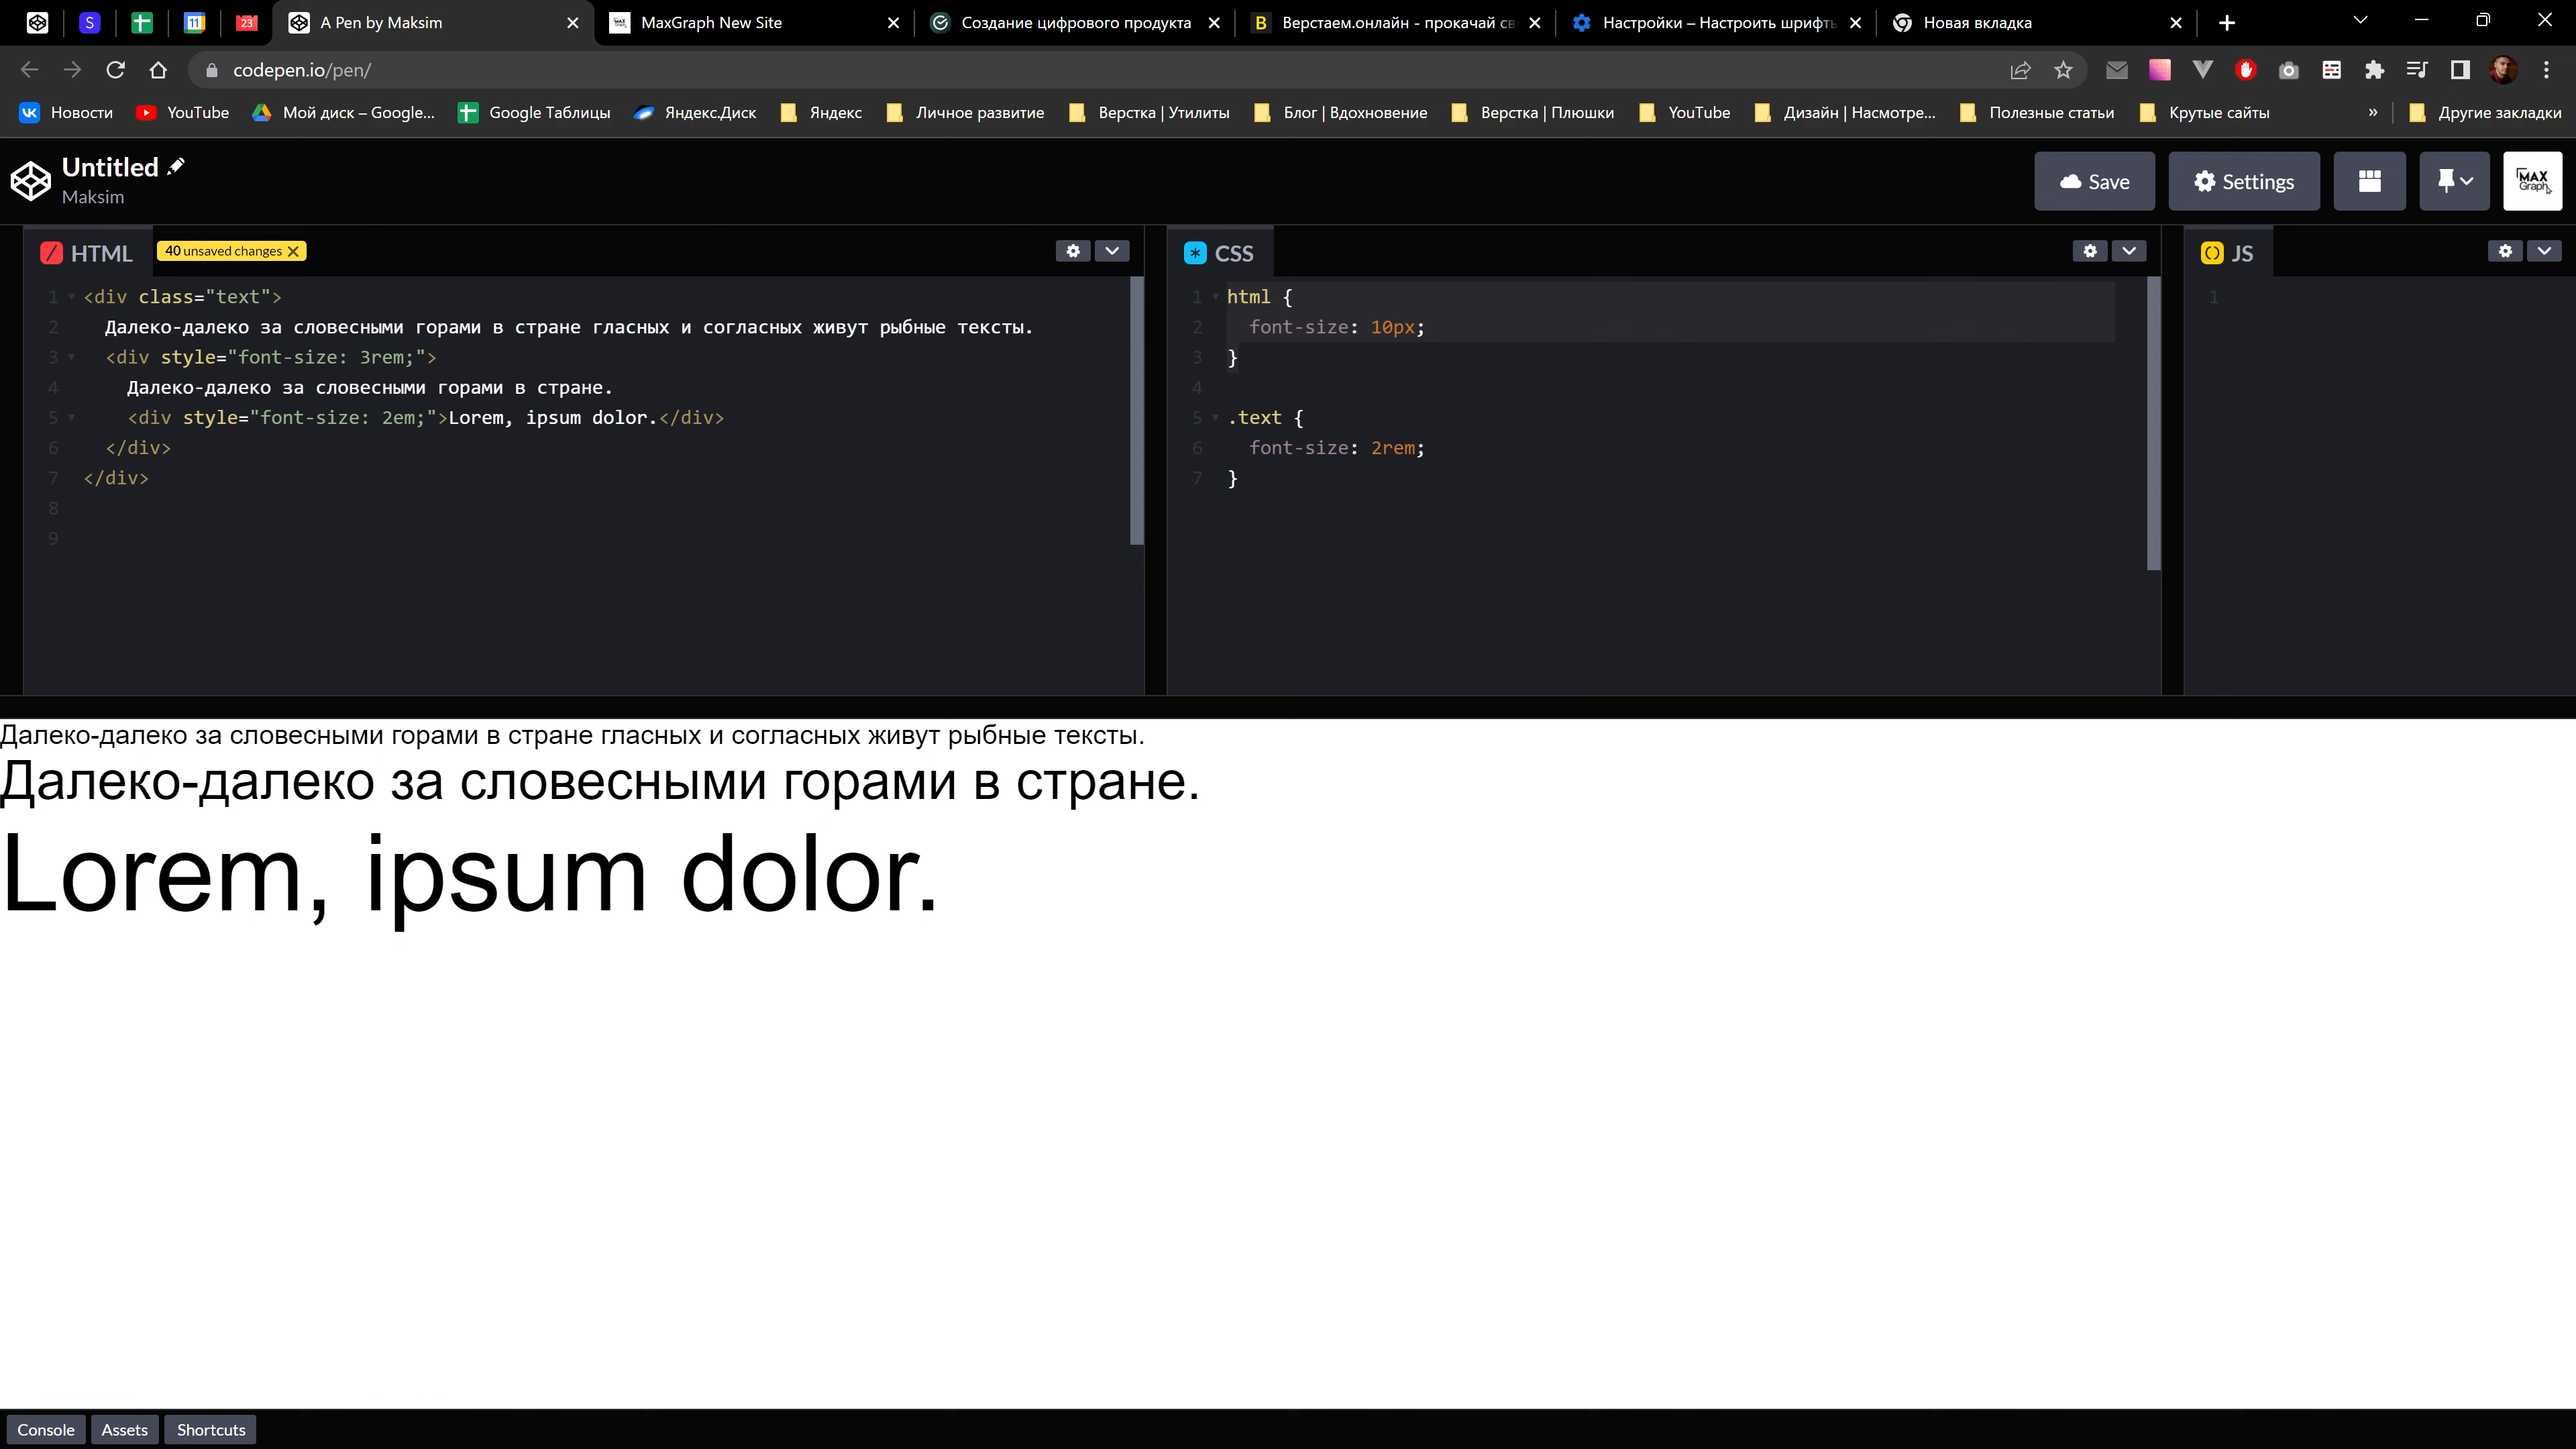 S
11
23
A Pen by Maksim
MaxGraph New Site
Создание цифрового продукта
B
Верстаем.онлайн - прокачай св
Настройки – Настроить шрифты
Новая вкладка
codepen.io/pen/
Новости
YouTube
Мой диск – Google...
Google Таблицы
Яндекс.Диск
Яндекс
Личное развитие
Верстка | Утилиты
Блог | Вдохновение
Верстка | Плюшки
YouTube
Дизайн | Насмотре...
Полезные статьи
Крутые сайты
»
Другие закладки
Untitled
Maksim
Save
Settings
MAX
Graph
HTML
40 unsaved changes
1 <div class="text">
2 Далеко-далеко за словесными горами в стране гласных и согласных живут рыбные тексты.
3 <div style="font-size: 3rem;">
4 Далеко-далеко за словесными горами в стране.
5 <div style="font-size: 2em;">Lorem, ipsum dolor.</div>
6 </div>
7 </div>
8
9
CSS
1 html {
2 font-size: 10px;
3 }
4
5 .text {
6 font-size: 2rem;
7 }
JS
1
Далеко-далеко за словесными горами в стране гласных и согласных живут рыбные тексты.
Далеко-далеко за словесными горами в стране.
Lorem, ipsum dolor.
Console
Assets
Shortcuts